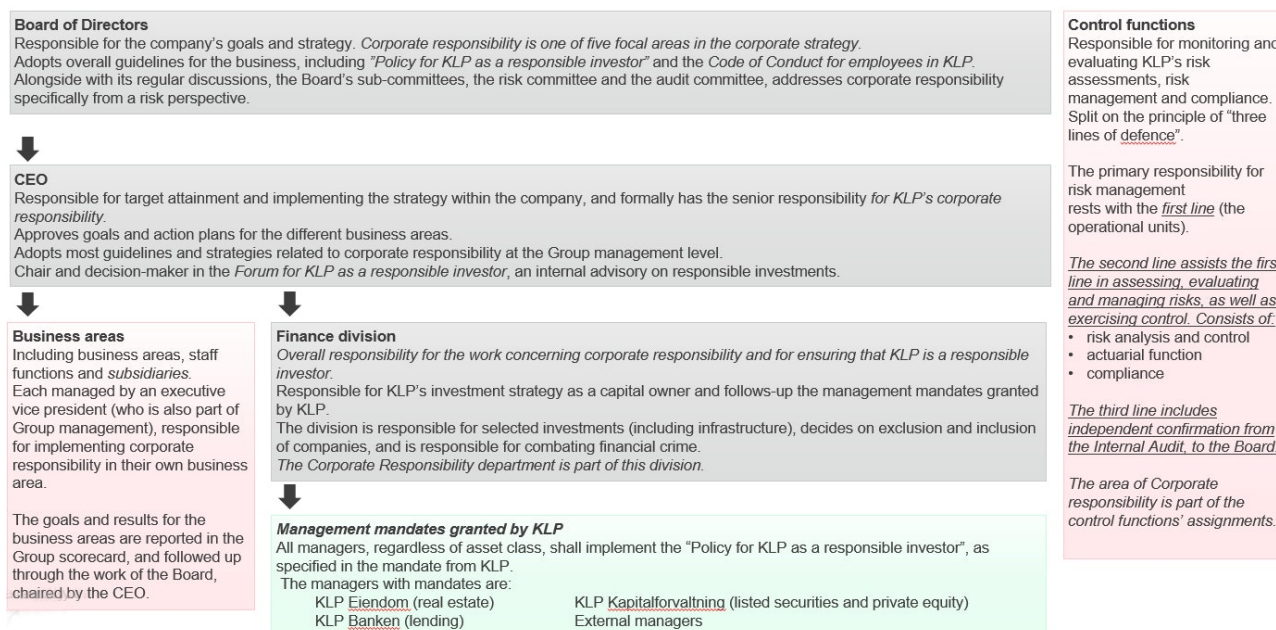 Board of Directors
Responsible for the company's goals and strategy. Corporate responsibility is one of five focal areas in the corporate strategy.
Adopts overall guidelines for the business, including "Policy for KLP as a responsible investor" and the Code of Conduct for employees in KLP.
Alongside with its regular discussions, the Board's sub-committees, the risk committee and the audit committee, addresses corporate responsibility
specifically from a risk perspective.
CEO
Responsible for target attainment and implementing the strategy within the company, and formally has the senior responsibility for KLP's corporate
responsibility.
Approves goals and action plans for the different business areas.
Adopts most guidelines and strategies related to corporate responsibility at the Group management level.
Chair and decision-maker in the Forum for KLP as a responsible investor, an internal advisory on responsible investments.
Business areas
Including business areas, staff
functions and subsidiaries.
Each managed by an executive
vice president (who is also part of
Group management), responsible
for implementing corporate
responsibility in their own business
area.
The goals and results for the
business areas are reported in the
Group scorecard, and followed up
through the work of the Board,
chaired by the CEO.
Finance division
Overall responsibility for the work concerning corporate responsibility and for ensuring that KLP is a responsible
investor.
Responsible for KLP's investment strategy as a capital owner and follows-up the management mandates granted
by KLP.
The division is responsible for selected investments (including infrastructure), decides on exclusion and inclusion
of companies, and is responsible for combating financial crime.
The Corporate Responsibility department is part of this division.
Management mandates granted by KLP
All managers, regardless of asset class, shall implement the "Policy for KLP as a responsible investor", as
specified in the mandate from KLP.
The managers with mandates are:
KLP Eiendom (real estate) KLP Kapitalforvaltning (listed securities and private equity)
KLP Banken (lending) External managers
Control functions
Responsible for monitoring and
evaluating KLP's risk
assessments, risk
management and compliance.
Split on the principle of "three
lines of defence".
The primary responsibility for
risk management
rests with the first line (the
operational units).
The second line assists the first
line in assessing, evaluating
and managing risks, as well as
exercising control. Consists of:
• risk analysis and control
• actuarial function
• compliance
The third line includes
independent confirmation from
the Internal Audit, to the Board.
The area of Corporate
responsibility is part of the
control functions' assignments.